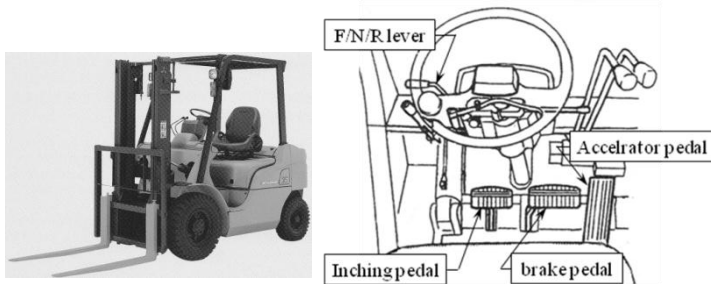 F/N/R lever
Accelrator pedal
Inching pedal
brake pedal